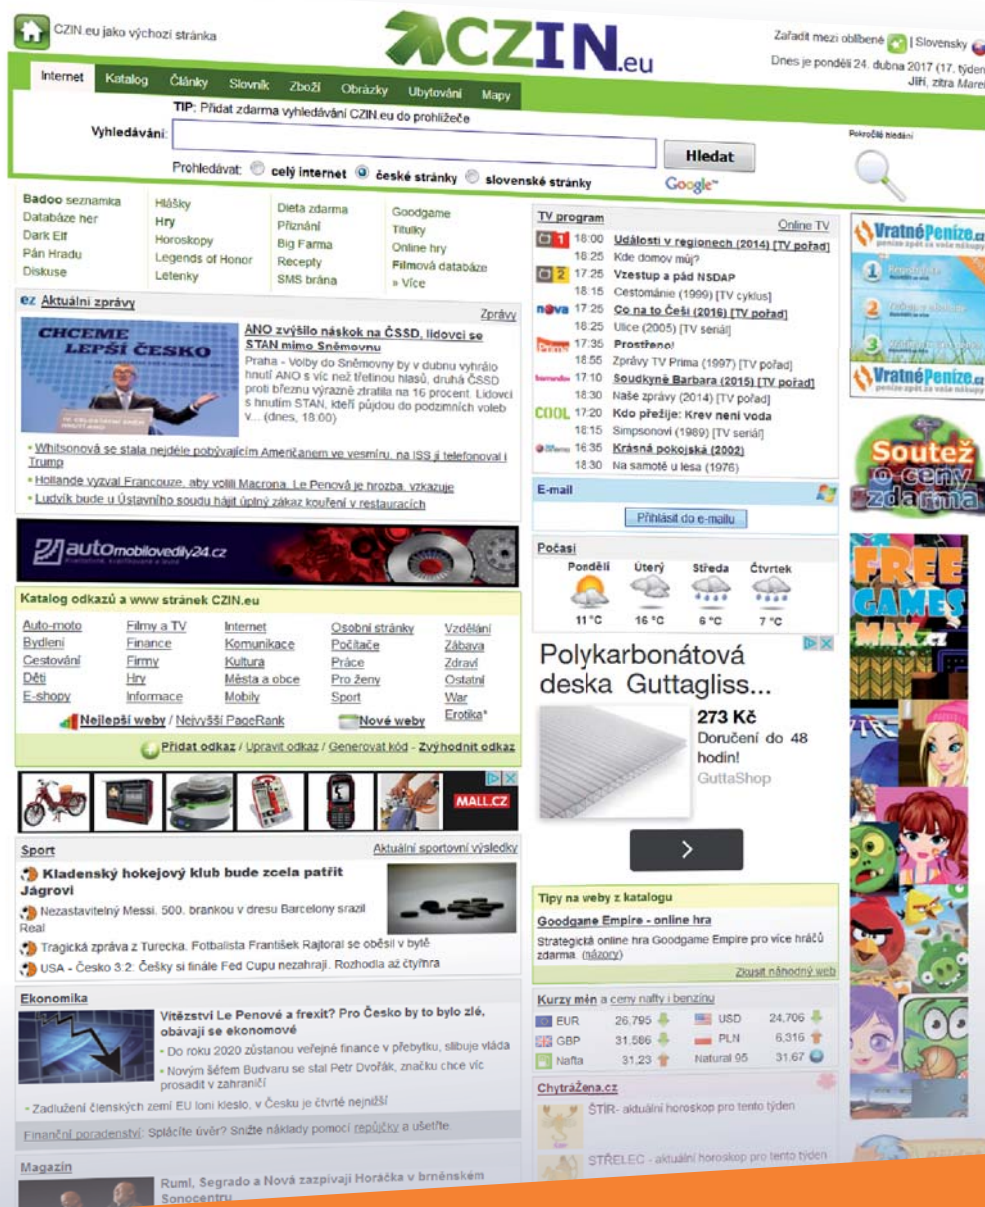 CZIN.eu jako výchozí stránka
CZIN.eu
Zařadit mezi oblíbené | Slovensky
Dnes je pondělí 24. dubna 2017 (17. týden
Jiří, zítra Marek
Internet Katalog Články Slovník Zboží Obrázky Ubytování Mapy
TIP: Přidat zdarma vyhledávání CZIN.eu do prohlížeče
Vyhledávání:
Hledat
Pokročilé hledání
Prohledávat: celý internet české stránky slovenské stránky
Google™
Badoo seznamka
Databáze her
Dark Elf
Pán Hradu
Diskuse
Hlášky
Hry
Horoskopy
Legends of Honor
Letenky
Dieta zdarma
Přiznání
Big Farma
Recepty
SMS brána
Goodgame
Titulky
Online hry
Filmová databáze
» Více
ez Aktuální zprávy
Zprávy
CHCEME
LEPŠÍ ČESKO
ANO zvýšilo náskok na ČSSD, lidovci se
STAN mimo Sněmovnu
Praha - Volby do Sněmovny by v dubnu vyhrálo
hnutí ANO s víc než třetinou hlasů, druhá ČSSD
proti březnu výrazně ztratila na 16 procent. Lidovci
s hnutím STAN, kteří půjdou do podzimních voleb
v... (dnes, 18:00)
Whitsonová se stala nejdéle pobývajícím Američanem ve vesmíru, na ISS jí telefonoval i
Trump
Hollande vyzval Francouze, aby volili Macrona. Le Penová je hrozba, vzkazuje
Ludvík bude u Ústavního soudu hájit úplný zákaz kouření v restauracích
automobilovedily24.cz
Katalog odkazů a www stránek CZIN.eu
Auto-moto
Bydlení
Cestování
Děti
E-shopy
Filmy a TV
Finance
Firmy
Hry
Informace
Internet
Komunikace
Kultura
Města a obce
Mobily
Osobní stránky
Počítače
Práce
Pro ženy
Sport
Vzdělání
Zábava
Zdraví
Ostatní
War
Erotika*
Nejlepší weby / Nejvyšší PageRank
Nové weby
Přidat odkaz / Upravit odkaz / Generovat kód - Zvýhodnit odkaz
MALL.CZ
Sport
Aktuální sportovní výsledky
Kladenský hokejový klub bude zcela patřit
Jágrovi
Nezastavitelný Messi. 500. brankou v dresu Barcelony srazil
Real
Tragická zpráva z Turecka. Fotbalista František Rajtoral se oběsil v bytě
USA - Česko 3:2. Češky si finále Fed Cupu nezahrají. Rozhodla až čtyřhra
Ekonomika
Vítězství Le Penové a frexit? Pro Česko by to bylo zlé,
obávají se ekonomové
Do roku 2020 zůstanou veřejné finance v přebytku, slibuje vláda
Novým šéfem Budvaru se stal Petr Dvořák, značku chce víc
prosadit v zahraničí
Zadlužení členských zemí EU loni kleslo, v Česku je čtvrté nejnižší
Finanční poradenství: Splácíte úvěr? Snižte náklady pomocí repůjčky a ušetříte.
Magazín
Ruml, Segrado a Nová zazpívají Horáčka v brněnském
Sonocentru
TV program
Online TV
1 18:00 Události v regionech (2014) [TV pořad]
18:25 Kde domov můj?
2 17:25 Vzestup a pád NSDAP
18:15 Cestománie (1999) [TV cyklus]
nova 17:25 Co na to Češi (2016) [TV pořad]
18:25 Ulice (2005) [TV seriál]
17:35 Prostřeno!
18:55 Zprávy TV Prima (1997) [TV pořad]
barrandov 17:10 Soudkyně Barbara (2015) [TV pořad]
18:30 Naše zprávy (2014) [TV pořad]
COOL 17:20 Kdo přežije: Krev není voda
18:15 Simpsonovi (1989) [TV seriál]
16:35 Krásná pokojská (2002)
18:30 Na samotě u lesa (1976)
E-mail
Přihlásit do e-mailu
Počasí
Pondělí Úterý Středa Čtvrtek
11 °C 16 °C 6 °C 7 °C
Polykarbonátová
deska Guttagliss...
273 Kč
Doručení do 48
hodin!
GuttaShop
Tipy na weby z katalogu
Goodgame Empire - online hra
Strategická online hra Goodgame Empire pro více hráčů
zdarma. (názory)
Zkusit náhodný web
Kurzy měn a ceny nafty i benzínu
EUR 26,795 USD 24,706
GBP 31,586 PLN 6,316
Nafta 31.23 Natural 95 31.67
ChytráŽena.cz
ŠTÍR- aktuální horoskop pro tento týden
STŘELEC - aktuální horoskop pro tento týden
VratnéPeníze.cz
peníze zpět za vaše nákupy
1
2
3
VratnéPeníze.cz
peníze zpět za vaše nákupy
Soutěž
o ceny
zdarma
FREE
GAMES
MAX.cz